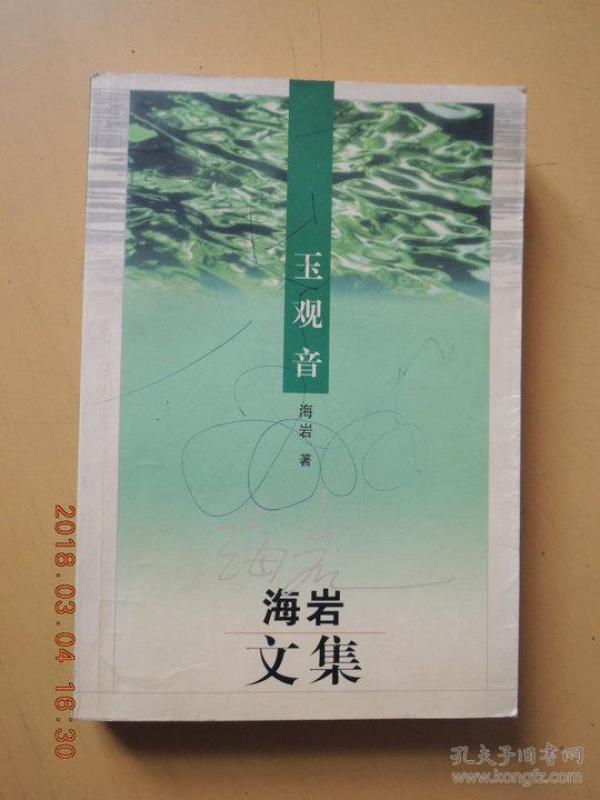 玉观音
海岩 著
海岩
海岩
文集
2018.03.04 16:30
孔夫子旧书网
www.kongfz.com